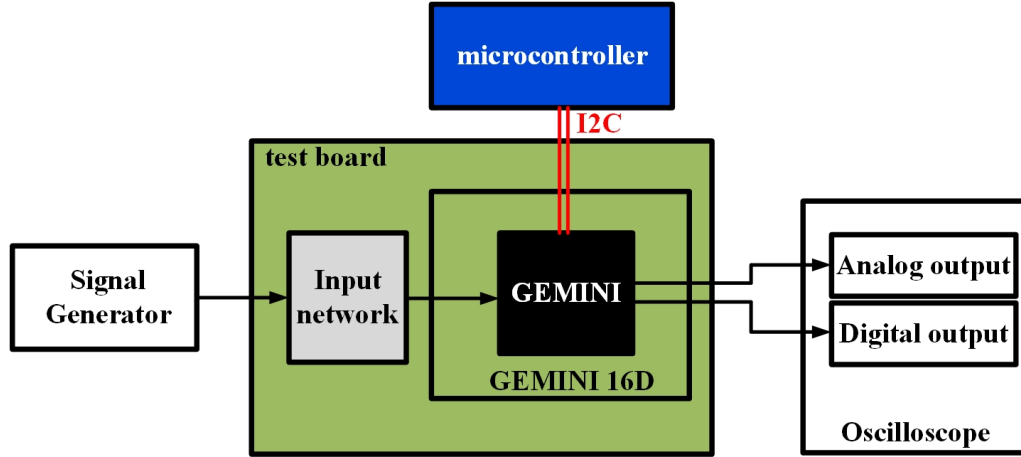 microcontroller
I2C
test board
Signal
Generator
Input
network
GEMINI
GEMINI 16D
Analog output
Digital output
Oscilloscope